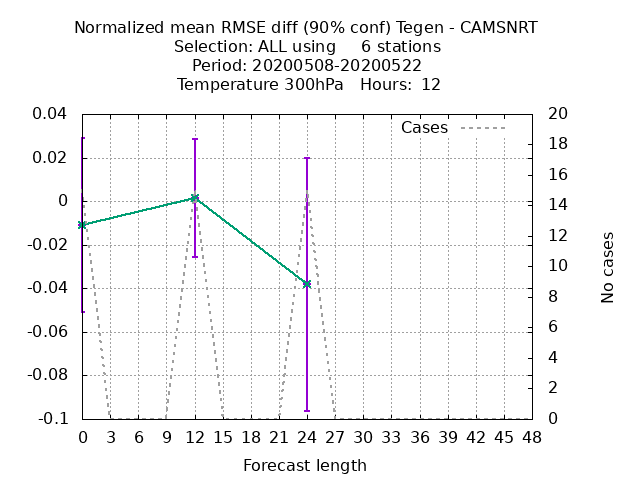 Normalized mean RMSE diff (90% conf) Tegen - CAMSNRT
Selection: ALL using 6 stations
Period: 20200508-20200522
Temperature 300hPa Hours: 12
Cases
0.04
0.02
0
-0.02
-0.04
-0.06
-0.08
-0.1
20
18
16
14
12
10
8
6
4
2
0
No cases
0 3 6 9 12 15 18 21 24 27 30 33 36 39 42 45 48
Forecast length